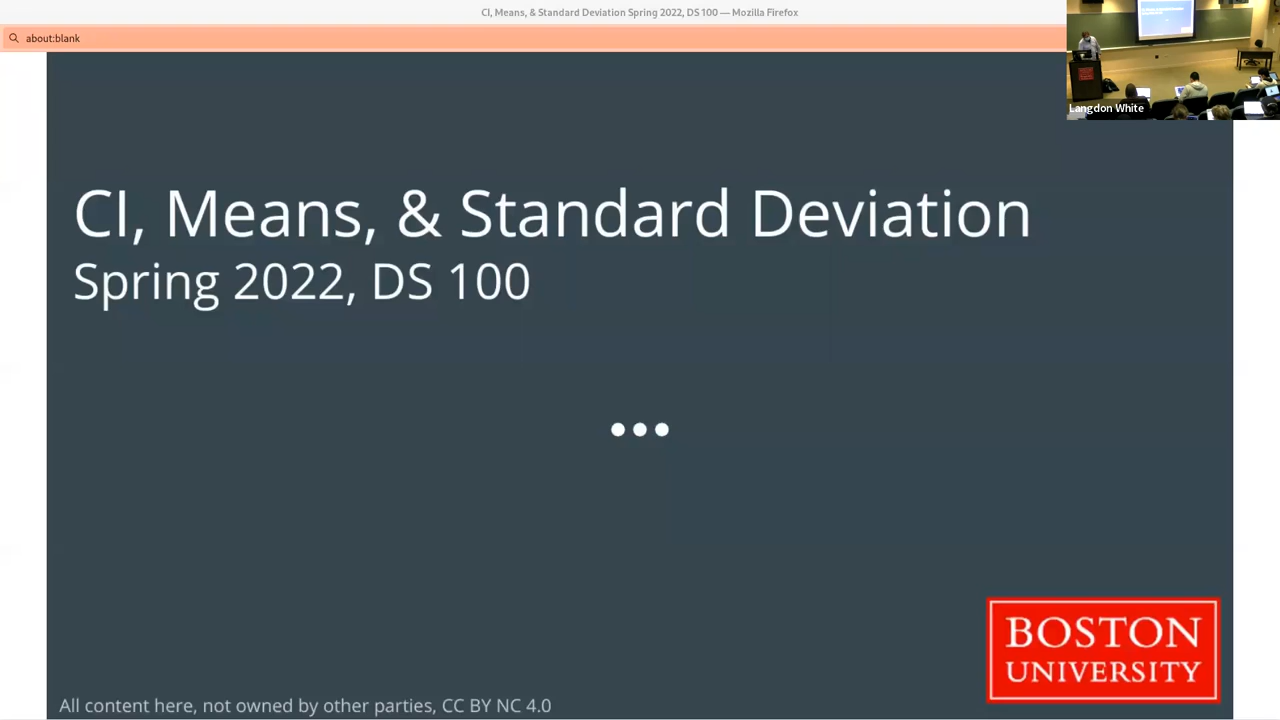 CI, Means, & Standard Deviation Spring 2022, DS 100 — Mozilla Firefox
about:blank
Langdon White
CI, Means, & Standard Deviation
Spring 2022, DS 100
BOSTON
UNIVERSITY
All content here, not owned by other parties, CC BY NC 4.0